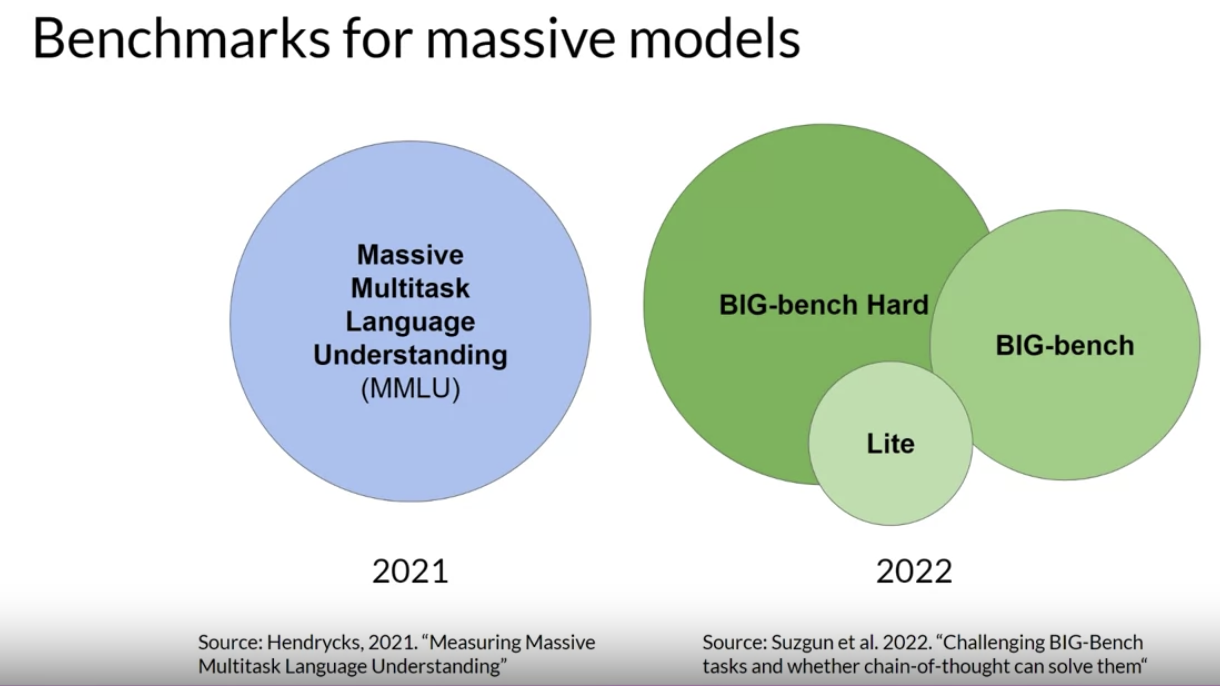 Benchmarks for massive models
Massive
Multitask
Language
Understanding
(MMLU)
BIG-bench Hard
BIG-bench
Lite
2021
2022
Source: Hendrycks, 2021. “Measuring Massive
Multitask Language Understanding”
Source: Suzgun et al. 2022. “Challenging BIG-Bench
tasks and whether chain-of-thought can solve them“